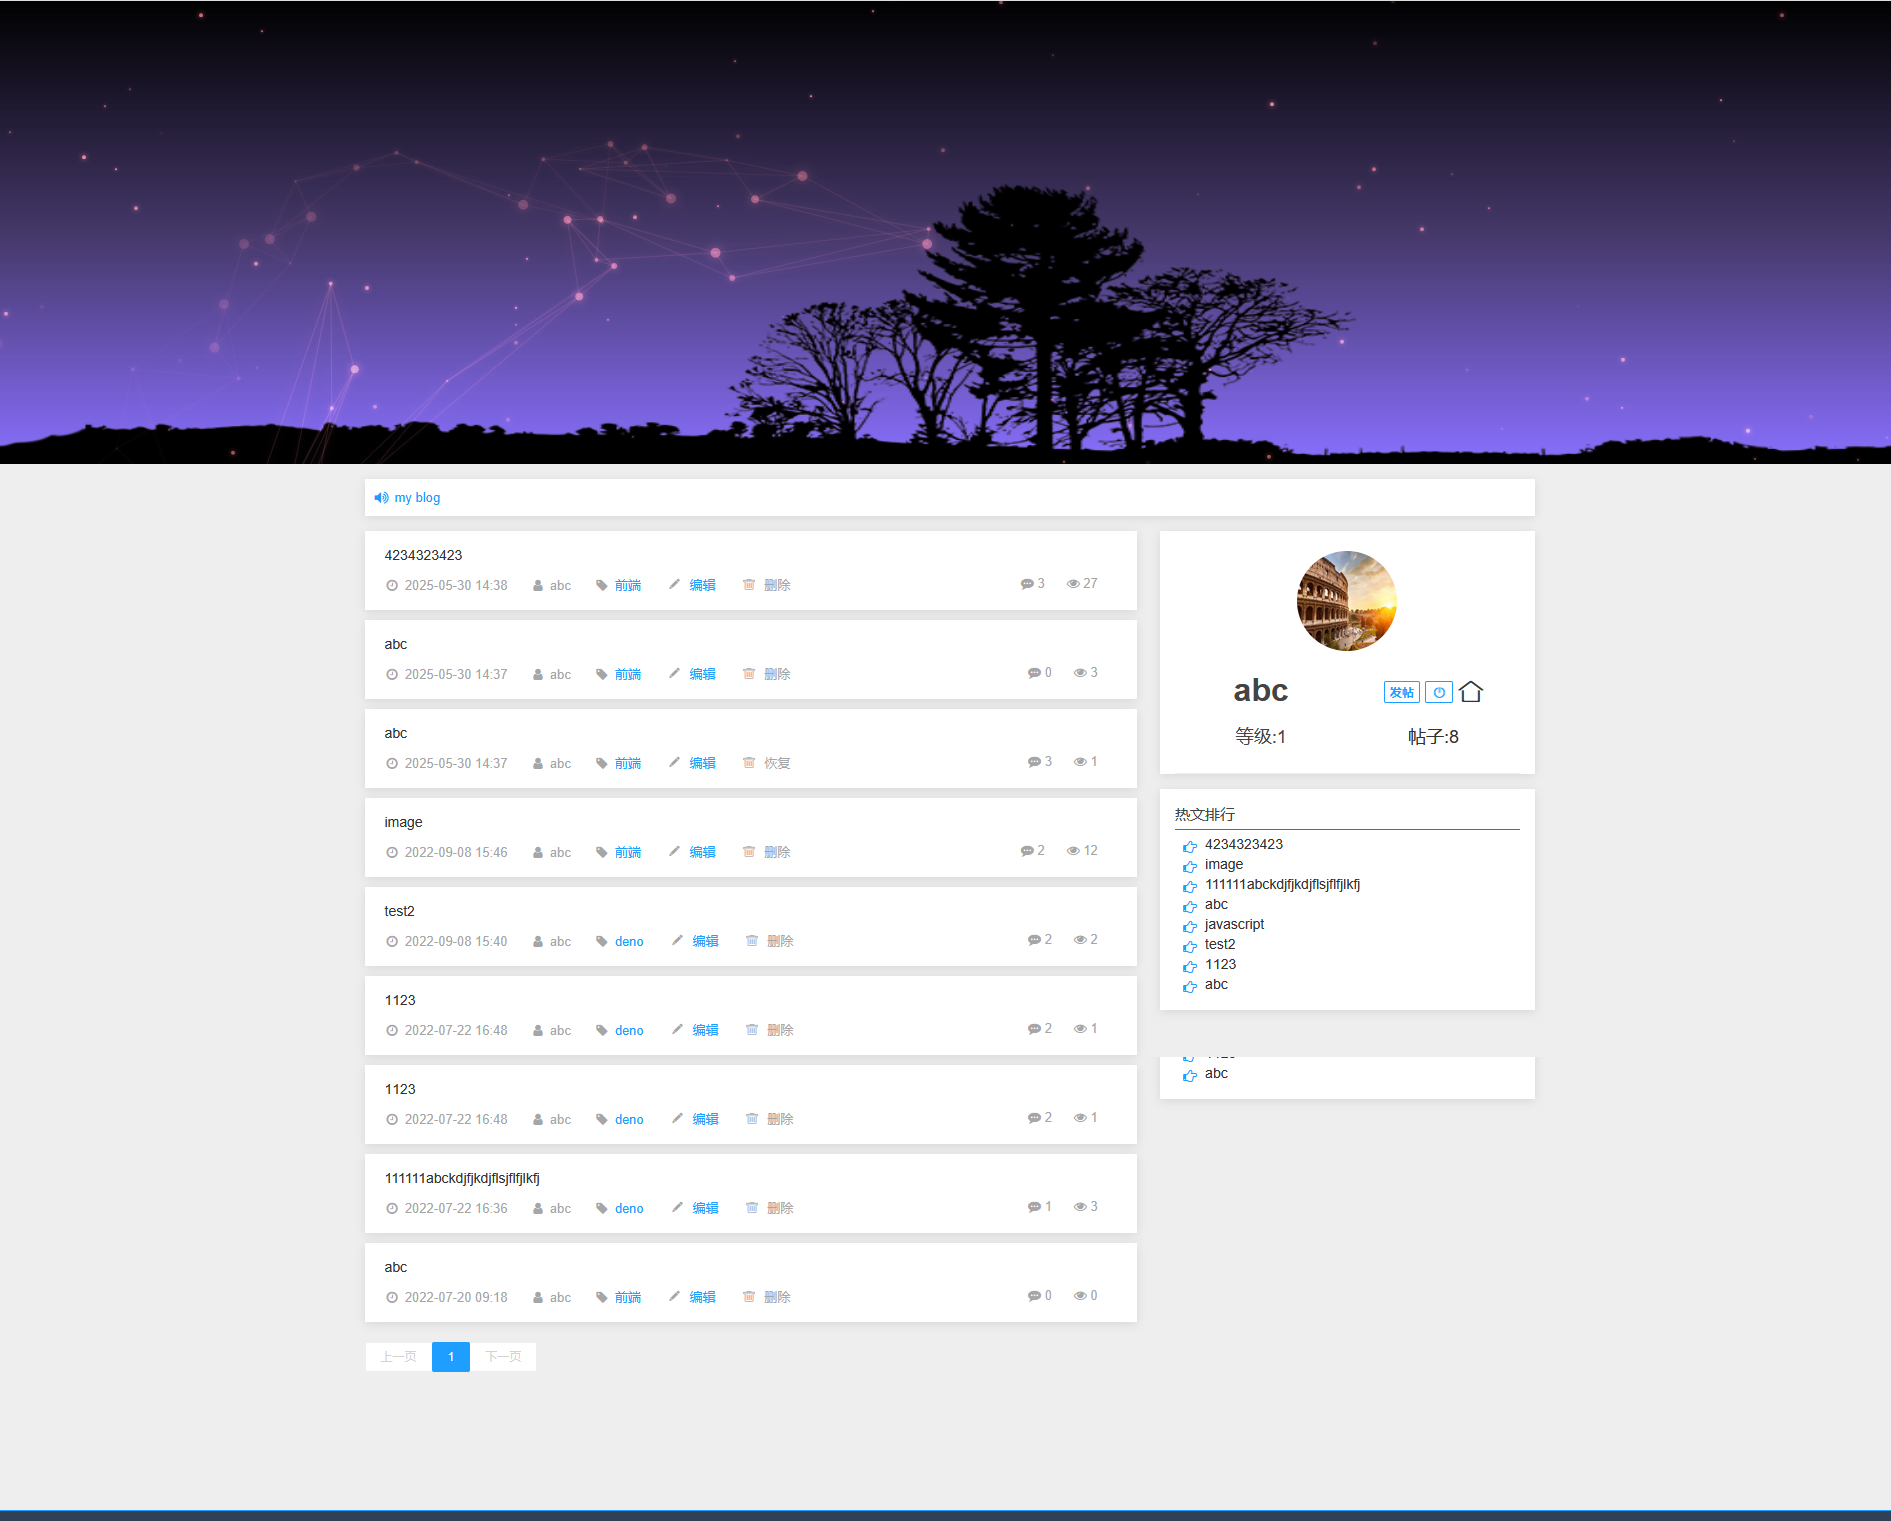 my blog
4234323423
2025-05-30 14:38 abc 前端 编辑 删除 3 27
abc
2025-05-30 14:37 abc 前端 编辑 删除 0 3
abc
2025-05-30 14:37 abc 前端 编辑 恢复 3 1
image
2022-09-08 15:46 abc 前端 编辑 删除 2 12
test2
2022-09-08 15:40 abc deno 编辑 删除 2 2
1123
2022-07-22 16:48 abc deno 编辑 删除 2 1
1123
2022-07-22 16:48 abc deno 编辑 删除 2 1
111111abckdjfjkdjflsjflfjlkfj
2022-07-22 16:36 abc deno 编辑 删除 1 3
abc
2022-07-20 09:18 abc 前端 编辑 删除 0 0
上一页 1 下一页
abc 发帖
等级:1 帖子:8
热文排行
4234323423
image
111111abckdjfjkdjflsjflfjlkfj
abc
javascript
test2
1123
abc
abc